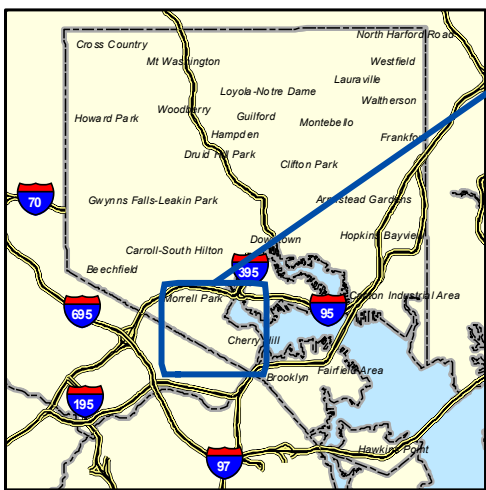 North Harford Road
Cross Country
Mt Washington
Westfield
Lauraville
Loyola-Notre Dame
Waltherson
Woodberry
Guilford
Howard Park
Montebello
Hampden
Frankford
Druid Hill Park
Clifton Park
70
Gwynns Falls-Leakin Park
Armistead Gardens
Hopkins Bayview
Downtown
Carroll-South Hilton
395
Beechfield
Morrell Park
Canton Industrial Area
695
95
Cherry Hill
Fairfield Area
Brooklyn
195
Hawkins Point
97